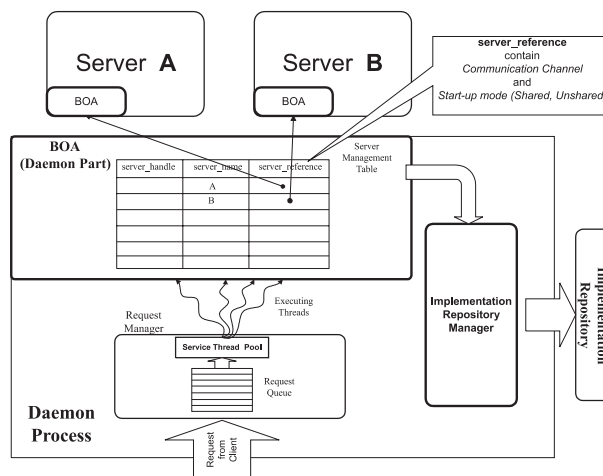 Server A
BOA
Server B
BOA
server_reference
contain
Communication Channel
and
Start-up mode (Shared, Unshared
BOA
(Daemon Part)
Server
Management
Table
server_handle server_name server_reference
A
B
Executing
Threads
Request
Manager
Service Thread Pool
Request
Queue
Implementation
Repository
Manager
Implementation
Repository
Daemon
Process
Request
from
Client